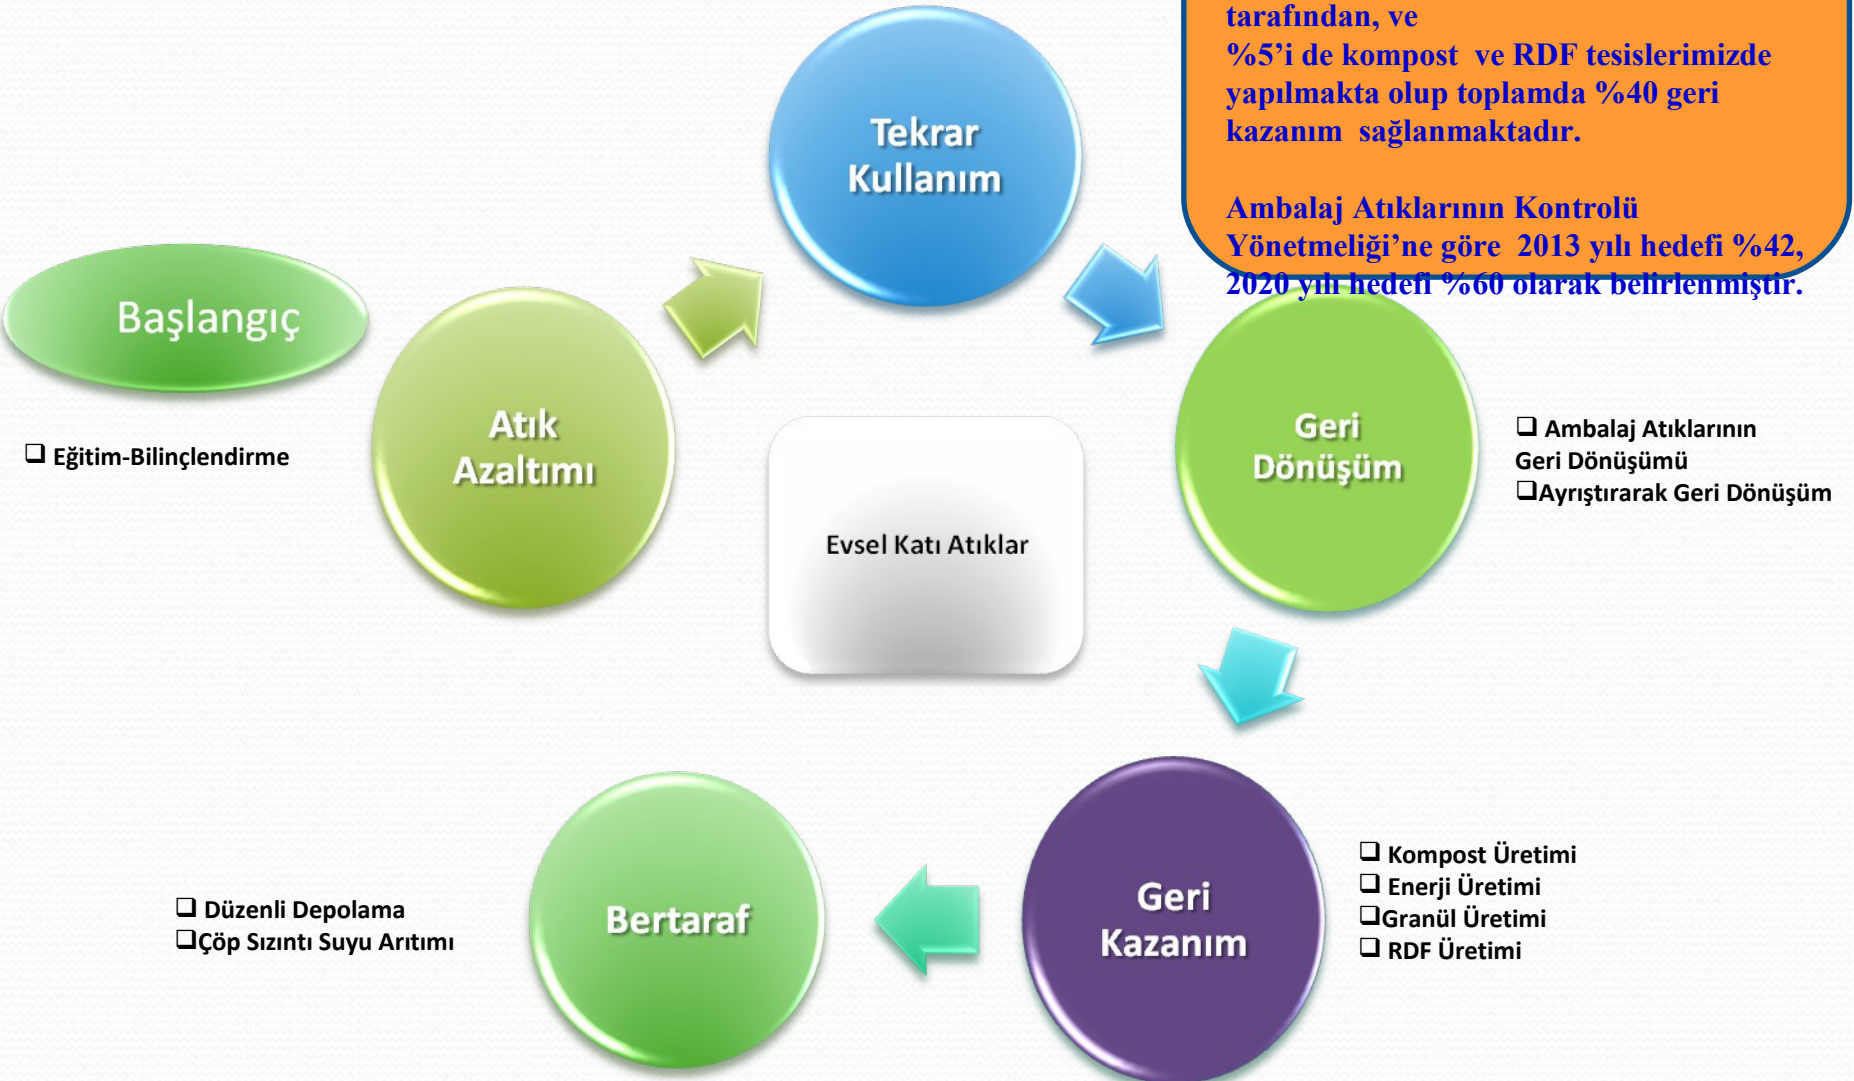 tarafından, ve
%5’i de kompost ve RDF tesislerimizde
yapılmakta olup toplamda %40 geri
kazanım sağlanmaktadır.
Ambalaj Atıklarının Kontrolü
Yönetmeliği’ne göre 2013 yılı hedefi %42,
2020 yılı hedefi %60 olarak belirlenmiştir.
Tekrar
Kullanım
Başlangıç
❑ Eğitim-Bilinçlendirme
Atık
Azaltımı
Evsel Katı Atıklar
Geri
Dönüşüm
❑ Ambalaj Atıklarının
Geri Dönüşümü
❑Ayrıştırarak Geri Dönüşüm
Geri
Kazanım
❑ Kompost Üretimi
❑ Enerji Üretimi
❑Granül Üretimi
❑ RDF Üretimi
Bertaraf
❑ Düzenli Depolama
❑Çöp Sızıntı Suyu Arıtımı